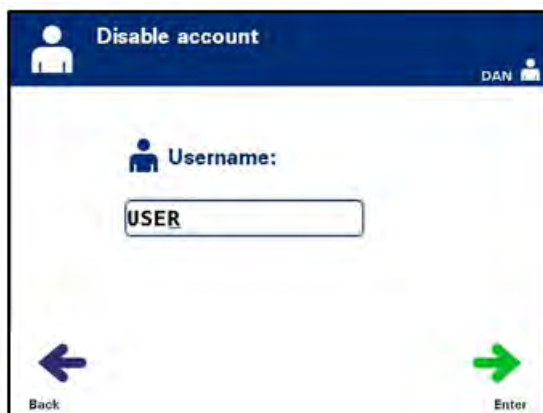 Disable account
DAN
Username:
USER
Back
Enter